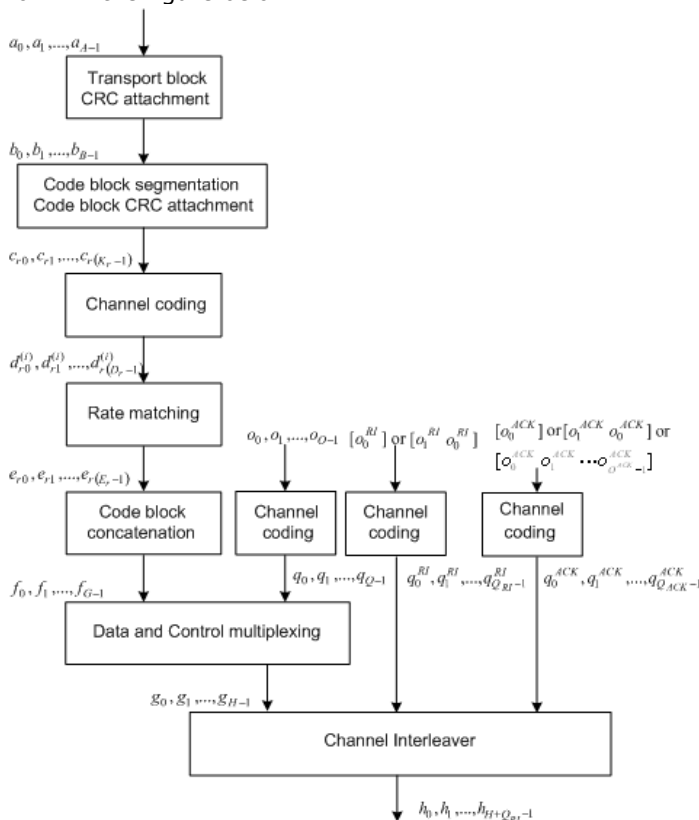 a_0, a_1 ,..., a_{A-1}
Transport block
CRC attachment
b_0, b_1 ,..., b_{B-1}
Code block segmentation
Code block CRC attachment
c_{r0}, c_{r1} ,..., c_{r(K_r-1)}
Channel coding
d_{r0}^{(i)}, d_{r1}^{(i)} ,..., d_{r(D_r-1)}^{(i)}
Rate matching
o_0, o_1 ,..., o_{O-1}
[o_0^{RI}] or [o_1^{RI} o_0^{RI}]
[o_0^{ACK}] or [o_1^{ACK} o_0^{ACK}] or
[o_0^{ACK} o_1^{ACK} ... o_{O^{ACK}-1}^{ACK}]
e_{r0}, e_{r1} ,..., e_{r(E_r-1)}
Code block
concatenation
Channel
coding
Channel
coding
Channel
coding
f_0, f_1 ,..., f_{G-1}
q_0, q_1 ,..., q_{Q-1}
q_0^{RI}, q_1^{RI} ,..., q_{Q_{RI}-1}^{RI}
q_0^{ACK}, q_1^{ACK} ,..., q_{Q_{ACK}-1}^{ACK}
Data and Control multiplexing
g_0, g_1 ,..., g_{H-1}
Channel Interleaver
h_0, h_1 ,..., h_{H+Q_{RI}-1}